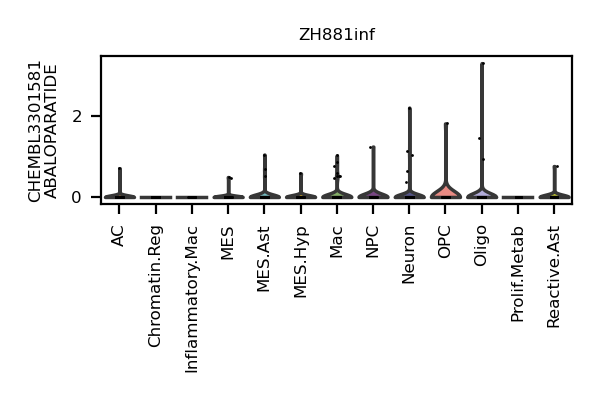 ZH881inf
CHEMBL3301581
ABALOPARATIDE
2
0
AC
Chromatin.Reg
Inflammatory.Mac
MES
MES.Ast
MES.Hyp
Mac
NPC
Neuron
OPC
Oligo
Prolif.Metab
Reactive.Ast